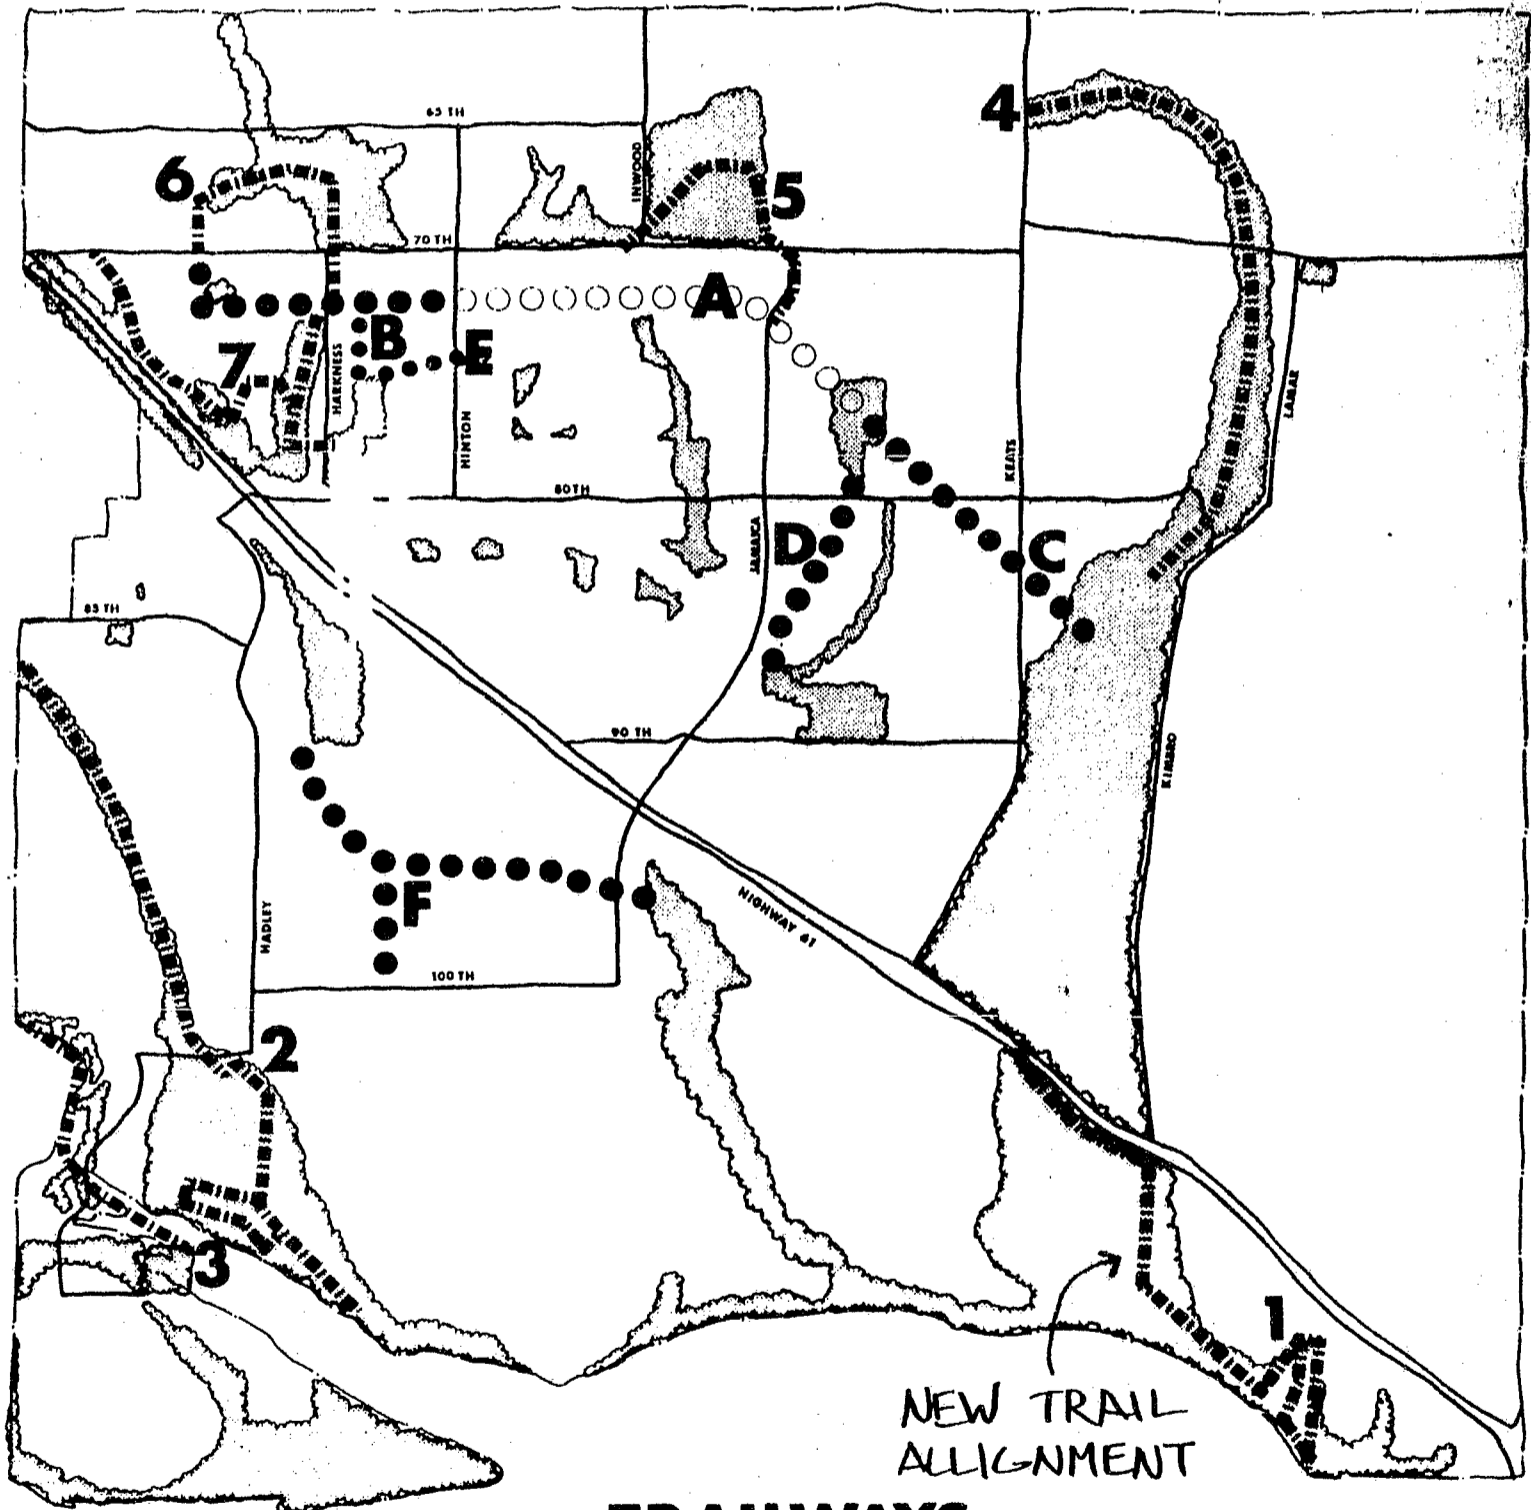 65 TH
4
INWOOD
6
5
70 TH
A
B
E
7
HARKNESS
LAMAR
HINTON
KEATS
80TH
JAMAICA
D
C
85 TH
90 TH
KIMBRO
F
HADLEY
HIGHWAY 61
100 TH
2
3
1
NEW TRAIL
ALLIGNMENT
TRAILWAYS